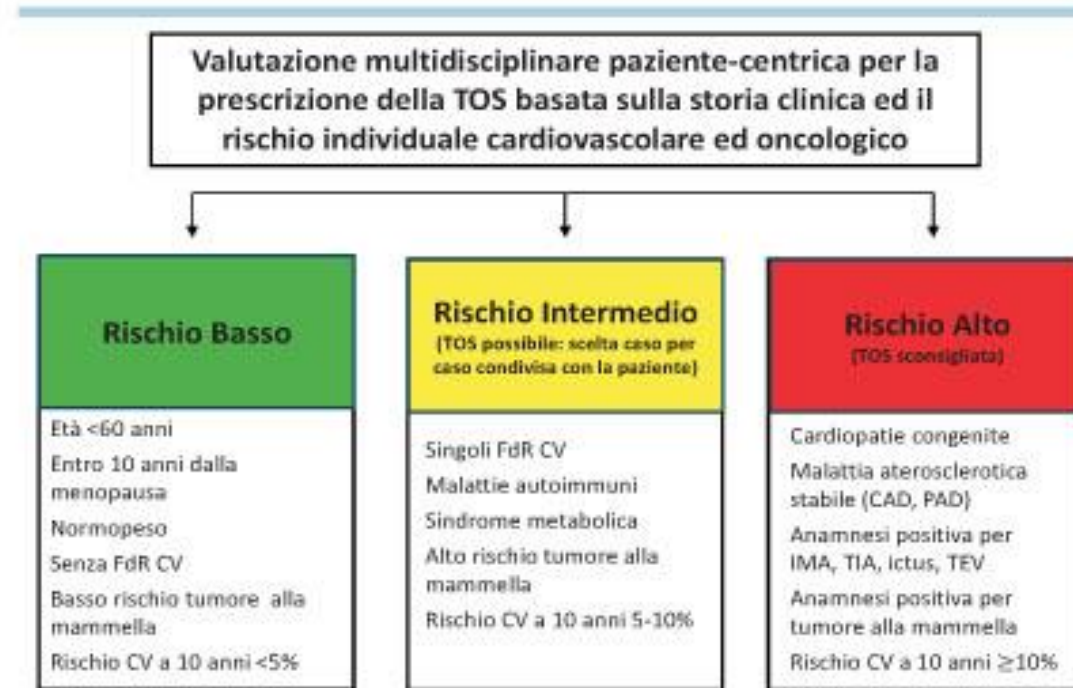 Valutazione multidisciplinare paziente-centrica per la
prescrizione della TOS basata sulla storia clinica ed il
rischio individuale cardiovascolare ed oncologico
Rischio Basso
Età <60 anni
Entro 10 anni dalla
menopausa
Normopeso
Senza FdR CV
Basso rischio tumore alla
mammella
Rischio CV a 10 anni <5%
Rischio Intermedio
(TOS possibile: scelta caso per
caso condivisa con la paziente)
Singoli FdR CV
Malattie autoimmuni
Sindrome metabolica
Alto rischio tumore alla
mammella
Rischio CV a 10 anni 5-10%
Rischio Alto
(TOS sconsigliata)
Cardiopatie congenite
Malattia aterosclerotica
stabile (CAD, PAD)
Anamnesi positiva per
IMA, TIA, ictus, TEV
Anamnesi positiva per
tumore alla mammella
Rischio CV a 10 anni ≥10%